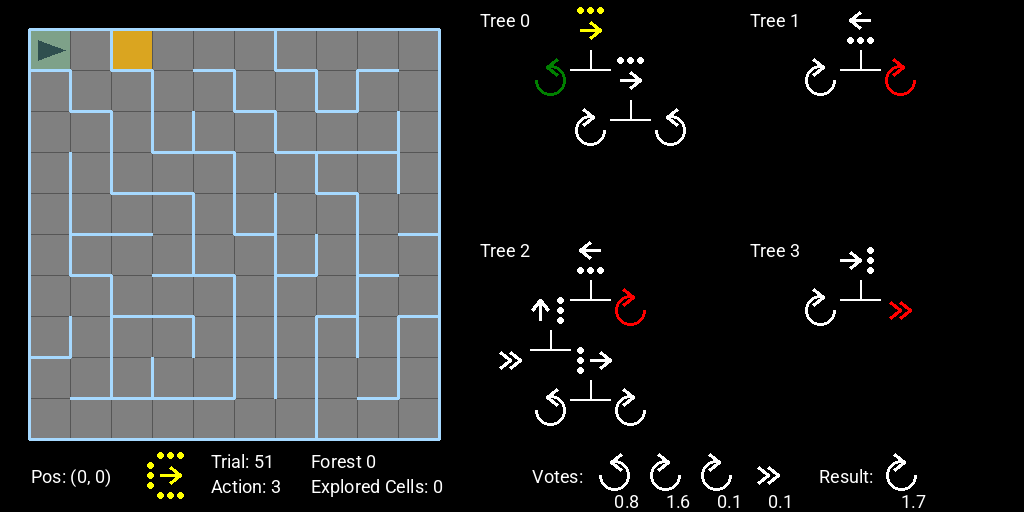 Tree 0
Tree 1
Tree 2
Tree 3
Pos: (0, 0)
Trial: 51
Forest 0
Action: 3
Explored Cells: 0
Votes:
0.8
1.6
0.1
0.1
Result:
1.7